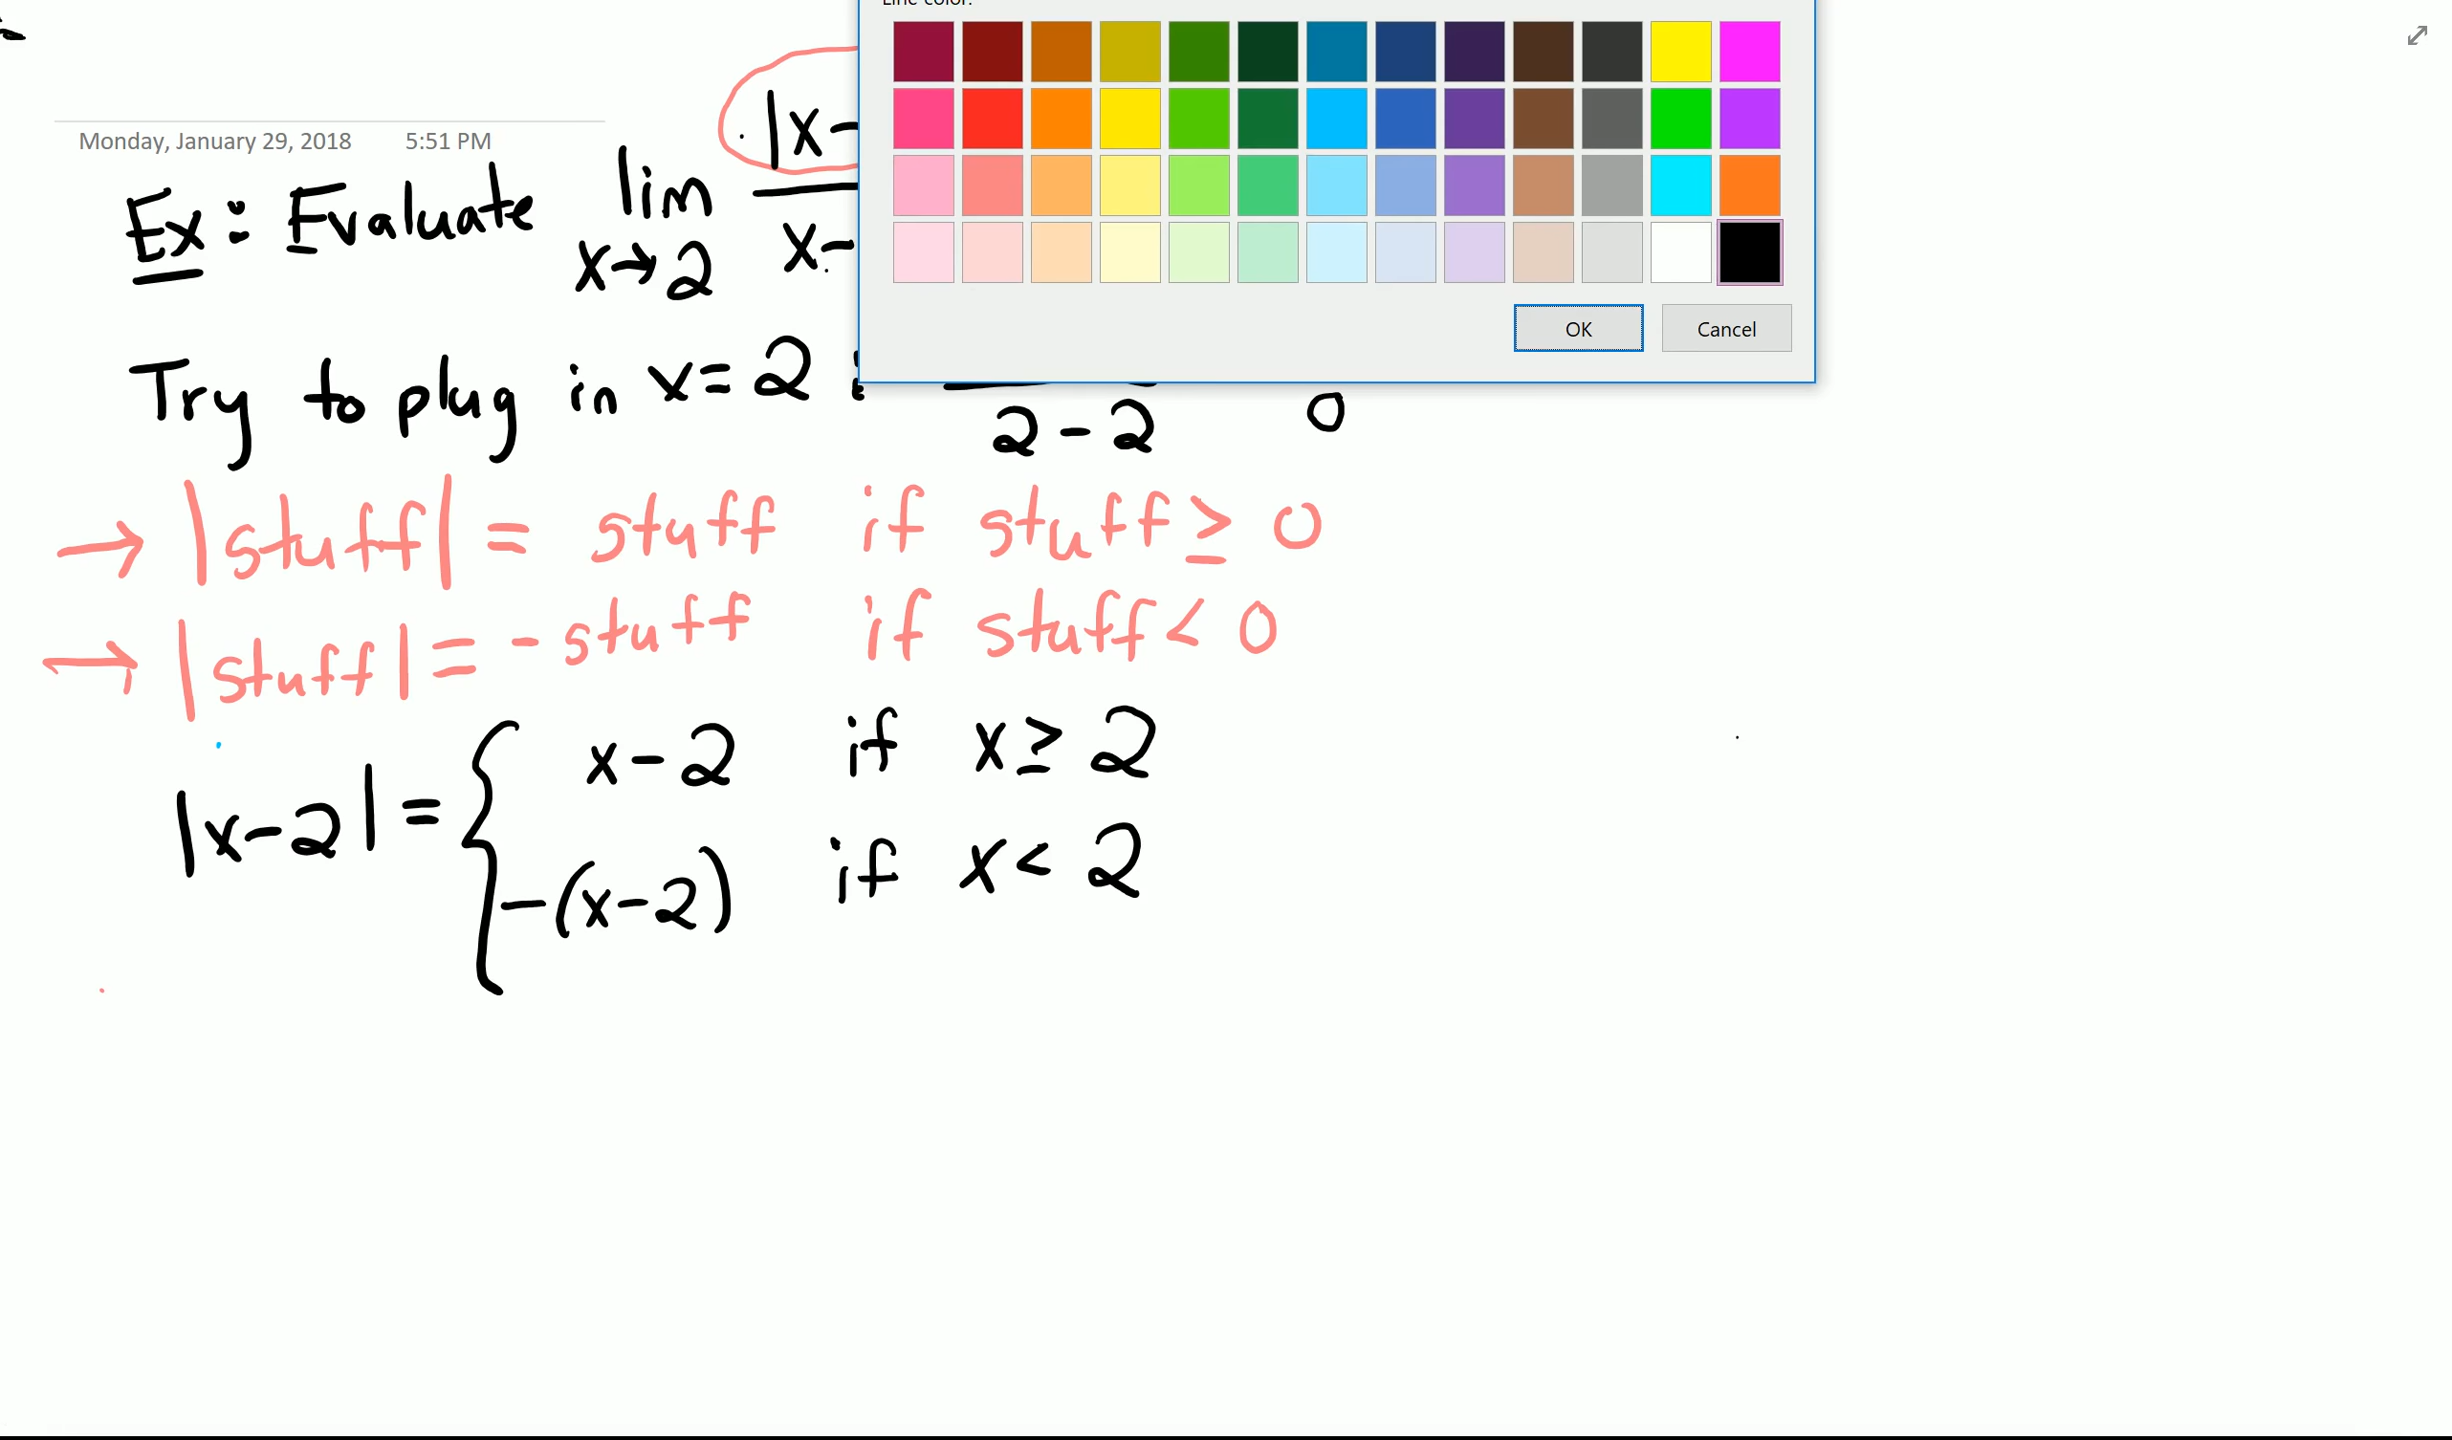 Line color:
Monday, January 29, 2018 5:51 PM
Ex: Evaluate lim x→2 |x- / x-
Try to plug in x=2 : 2-2 0
→ |stuff| = stuff if stuff ≥ 0
→ |stuff| = -stuff if stuff < 0
|x-2| = { x-2 if x ≥ 2
-(x-2) if x < 2
OK Cancel